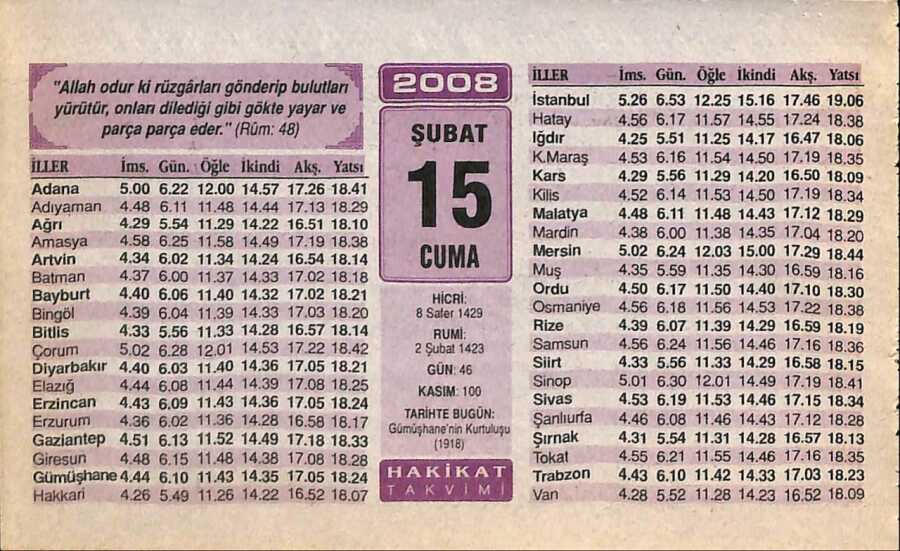 "Allah odur ki rüzgârları gönderip bulutları
yürütür, onları dilediği gibi gökte yayar ve
parça parça eder." (Rûm: 48)
İLLER İms. Gün. Öğle İkindi Akş. Yatsı
Adana 5.00 6.22 12.00 14.57 17.26 18.41
Adıyaman 4.48 6.11 11.48 14.44 17.13 18.29
Ağrı 4.29 5.54 11.29 14.22 16.51 18.10
Amasya 4.58 6.25 11.58 14.49 17.19 18.38
Artvin 4.34 6.02 11.34 14.24 16.54 18.14
Batman 4.37 6.00 11.37 14.33 17.02 18.18
Bayburt 4.40 6.06 11.40 14.32 17.02 18.21
Bingöl 4.39 6.04 11.39 14.33 17.03 18.20
Bitlis 4.33 5.56 11.33 14.28 16.57 18.14
Çorum 5.02 6.28 12.01 14.53 17.22 18.42
Diyarbakır 4.40 6.03 11.40 14.36 17.05 18.21
Elazığ 4.44 6.08 11.44 14.39 17.08 18.25
Erzincan 4.43 6.09 11.43 14.36 17.05 18.24
Erzurum 4.36 6.02 11.36 14.28 16.58 18.17
Gaziantep 4.51 6.13 11.52 14.49 17.18 18.33
Giresun 4.48 6.15 11.48 14.38 17.08 18.28
Gümüşhane 4.44 6.10 11.43 14.35 17.05 18.24
Hakkari 4.26 5.49 11.26 14.22 16.52 18.07
2008
ŞUBAT
15
CUMA
HİCRİ:
8 Safer 1429
RUMİ:
2 Şubat 1423
GÜN: 46
KASIM: 100
TARİHTE BUGÜN:
Gümüşhane'nin Kurtuluşu
(1918)
HAKİKAT
TAKVİMİ
İLLER İms. Gün. Öğle İkindi Akş. Yatsı
İstanbul 5.26 6.53 12.25 15.16 17.46 19.06
Hatay 4.56 6.17 11.57 14.55 17.24 18.38
Iğdır 4.25 5.51 11.25 14.17 16.47 18.06
K.Maraş 4.53 6.16 11.54 14.50 17.19 18.35
Kars 4.29 5.56 11.29 14.20 16.50 18.09
Kilis 4.52 6.14 11.53 14.50 17.19 18.34
Malatya 4.48 6.11 11.48 14.43 17.12 18.29
Mardin 4.38 6.00 11.38 14.35 17.04 18.20
Mersin 5.02 6.24 12.03 15.00 17.29 18.44
Muş 4.35 5.59 11.35 14.30 16.59 18.16
Ordu 4.50 6.17 11.50 14.40 17.10 18.30
Osmaniye 4.56 6.18 11.56 14.53 17.22 18.38
Rize 4.39 6.07 11.39 14.29 16.59 18.19
Samsun 4.56 6.24 11.56 14.46 17.16 18.36
Siirt 4.33 5.56 11.33 14.29 16.58 18.15
Sinop 5.01 6.30 12.01 14.49 17.19 18.41
Sivas 4.53 6.19 11.53 14.46 17.15 18.34
Şanlıurfa 4.46 6.08 11.46 14.43 17.12 18.28
Şırnak 4.31 5.54 11.31 14.28 16.57 18.13
Tokat 4.55 6.21 11.55 14.46 17.16 18.35
Trabzon 4.43 6.10 11.42 14.33 17.03 18.23
Van 4.28 5.52 11.28 14.23 16.52 18.09